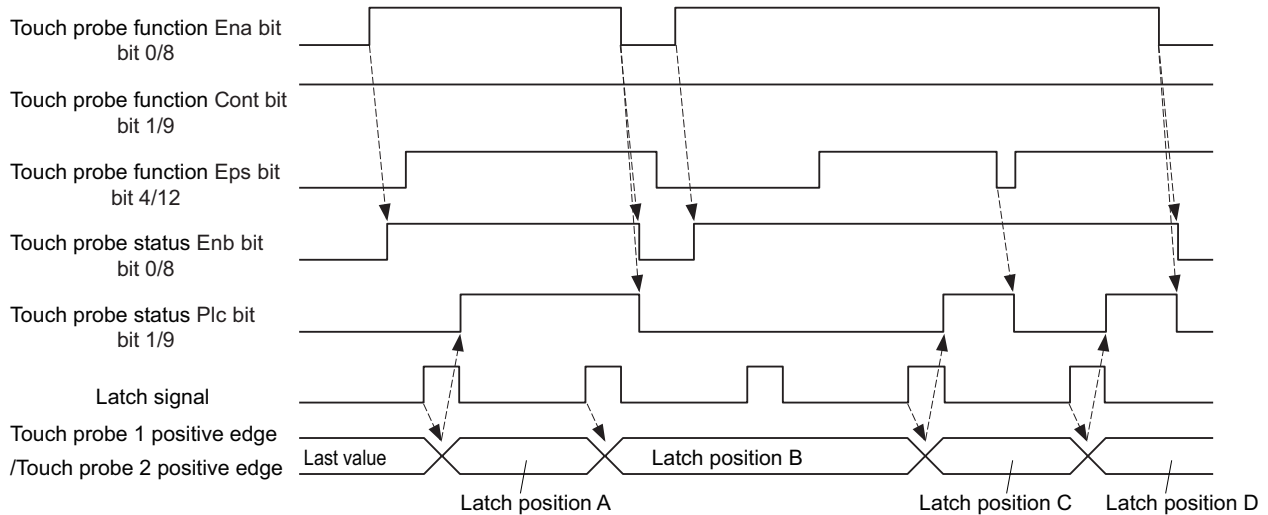 Touch probe function Ena bit
bit 0/8
Touch probe function Cont bit
bit 1/9
Touch probe function Eps bit
bit 4/12
Touch probe status Enb bit
bit 0/8
Touch probe status Plc bit
bit 1/9
Latch signal
Touch probe 1 positive edge
/Touch probe 2 positive edge
Last value
Latch position B
Latch position A
Latch position C
Latch position D